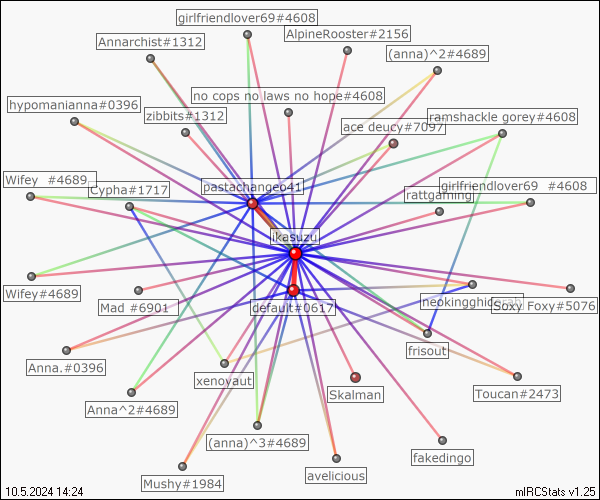 girlfriendlover69#4608
AlpineRooster#2156
Annarchist#1312
(anna)^2#4689
no cops no laws no hope#4608
hypomanianna#0396
zibbits#1312
ramshackle gorey#4608
ace deucy#7097
Wifey #4689
Cypha#1717
pastachangeo41
rattgaming
girlfriendlover69 #4608
ikasuzu
Wifey#4689
Mad #6901
default#0617
Soxy Foxy#5076
frisout
Anna.#0396
xenoyaut
Skalman
Toucan#2473
Anna^2#4689
(anna)^3#4689
fakedingo
Mushy#1984
avelicious
10.5.2024 14:24
mIRCStats v1.25